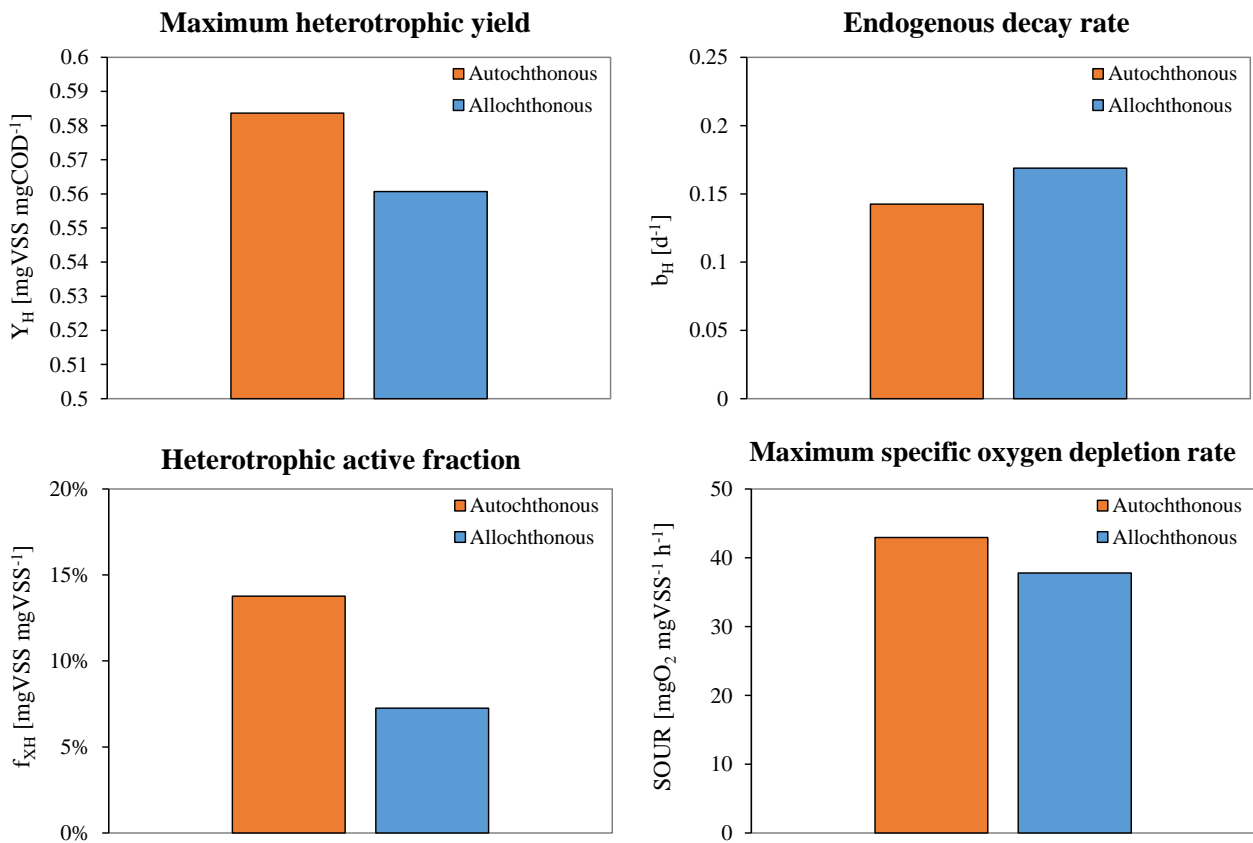 Maximum heterotrophic yield
0.6
0.59
0.58
0.57
0.56
0.55
0.54
0.53
0.52
0.51
0.5
Y_H [mgVSS mgCOD⁻¹]
Autochthonous
Allochthonous
Endogenous decay rate
0.25
0.2
0.15
0.1
0.05
0
b_H [d⁻¹]
Autochthonous
Allochthonous
Heterotrophic active fraction
20%
15%
10%
5%
0%
f_XH [mgVSS mgVSS⁻¹]
Autochthonous
Allochthonous
Maximum specific oxygen depletion rate
50
40
30
20
10
0
SOUR [mgO₂ mgVSS⁻¹ h⁻¹]
Autochthonous
Allochthonous